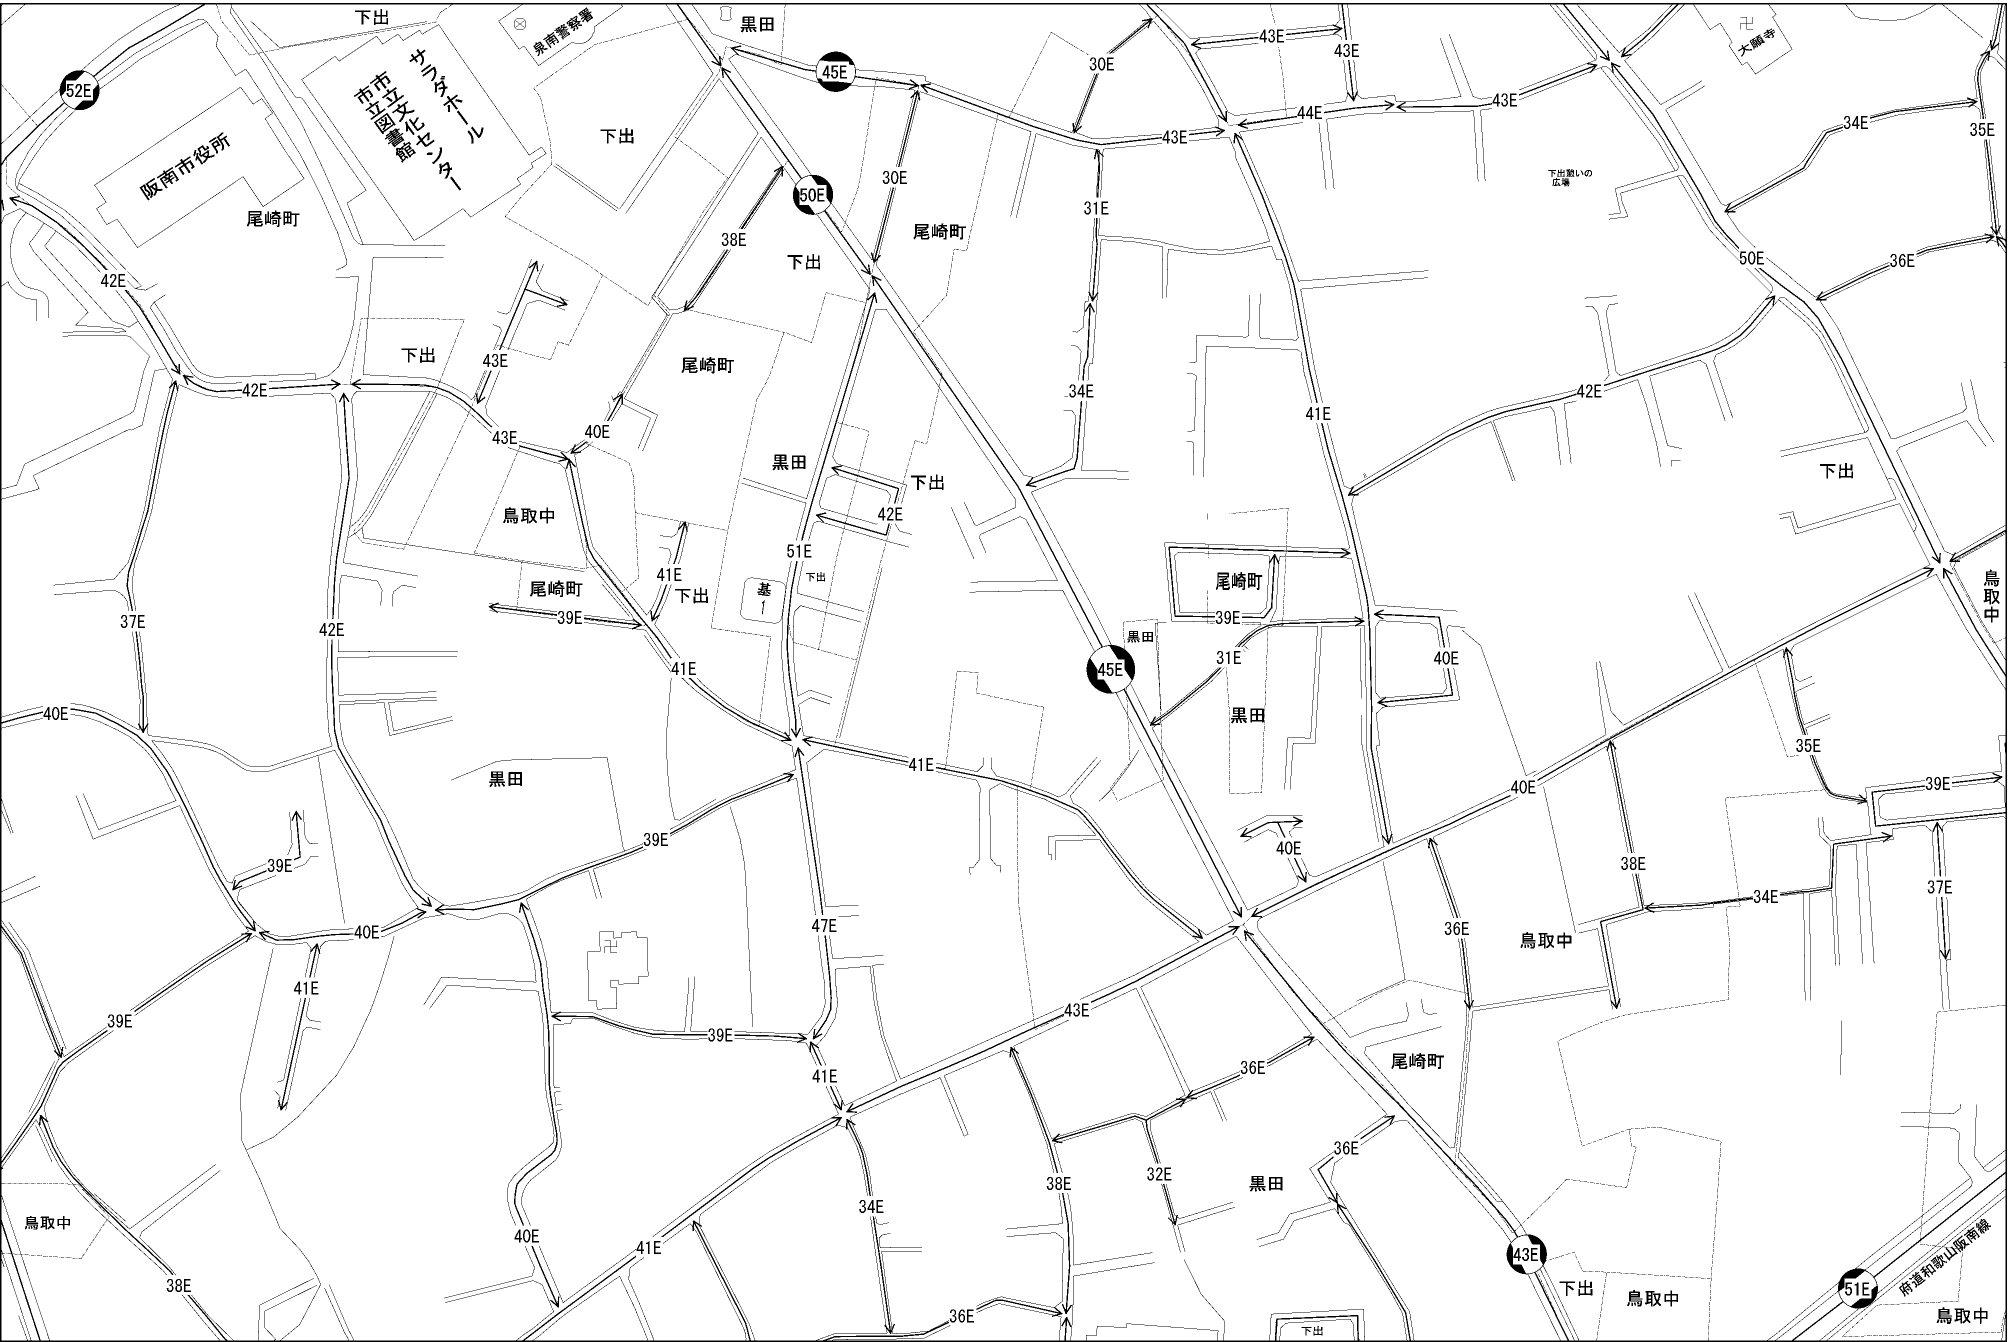 下出
泉南警察署
黒田
大願寺
52E
サラダホール
市立文化センター
市立図書館
45E
30E
43E
43E
44E
43E
43E
34E
35E
阪南市役所
下出
50E
30E
31E
下出憩いの
広場
尾崎町
38E
尾崎町
下出
50E
36E
42E
43E
下出
尾崎町
42E
34E
42E
41E
43E
40E
黒田
下出
下出
鳥取中
42E
51E
41E
下出
基
1
尾崎町
下出
尾崎町
鳥取中
37E
42E
39E
39E
黒田
41E
45E
31E
40E
40E
黒田
黒田
41E
35E
40E
39E
39E
39E
40E
38E
37E
34E
40E
47E
36E
鳥取中
41E
39E
39E
43E
41E
36E
尾崎町
36E
32E
38E
黒田
34E
鳥取中
40E
41E
38E
43E
51E
府道和歌山阪南線
下出
鳥取中
鳥取中
36E
下出